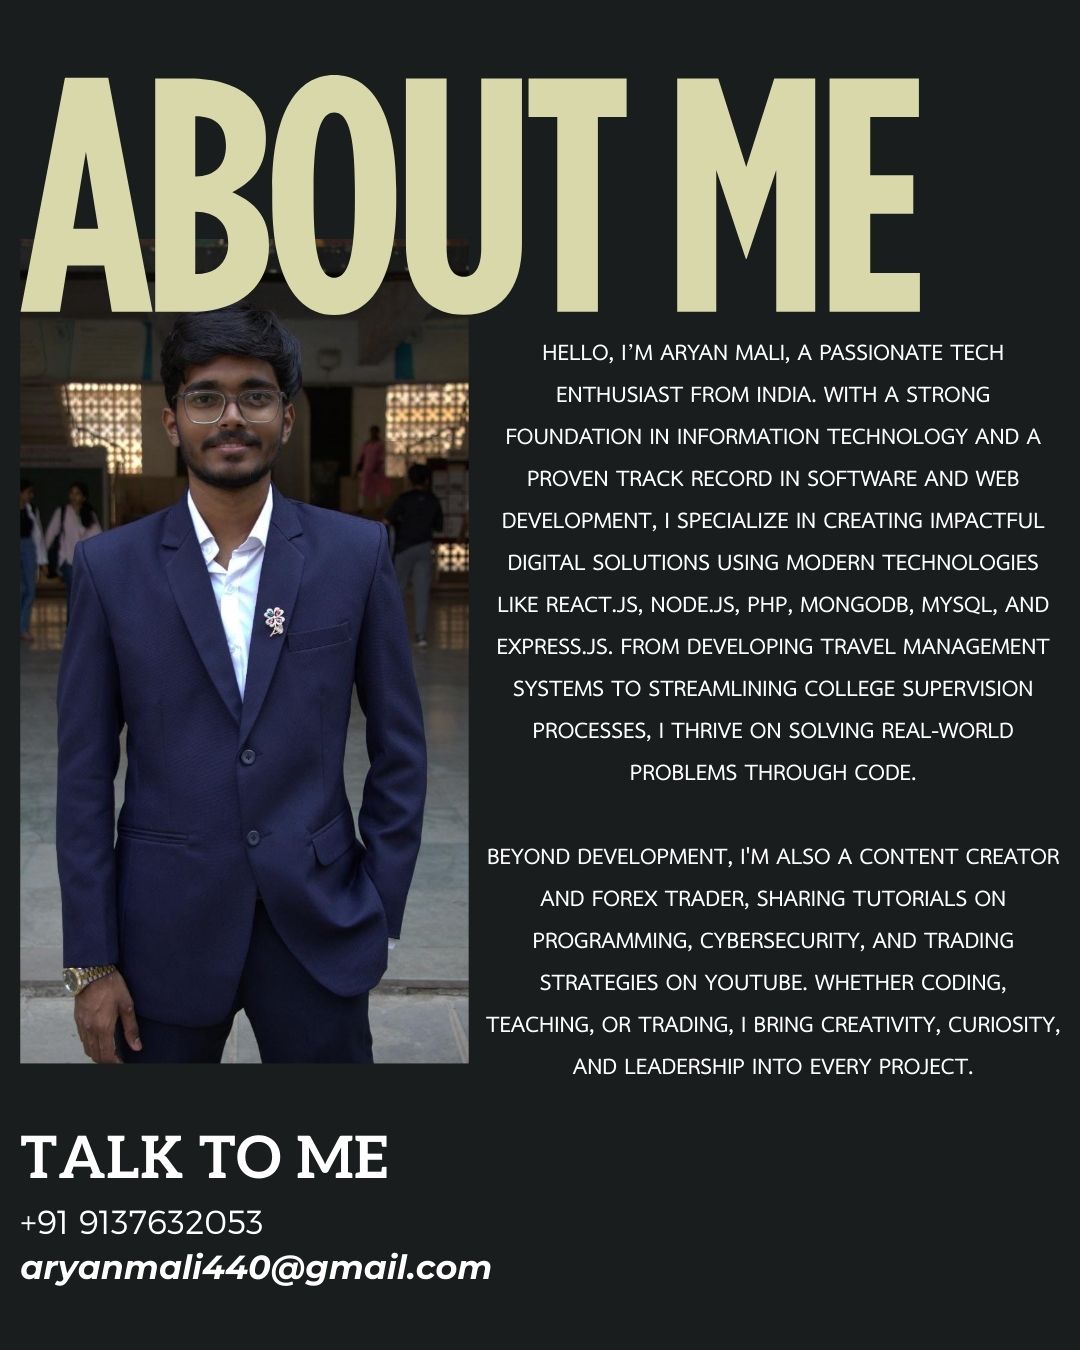 ABOUT ME
HELLO, I’M ARYAN MALI, A PASSIONATE TECH
ENTHUSIAST FROM INDIA. WITH A STRONG
FOUNDATION IN INFORMATION TECHNOLOGY AND A
PROVEN TRACK RECORD IN SOFTWARE AND WEB
DEVELOPMENT, I SPECIALIZE IN CREATING IMPACTFUL
DIGITAL SOLUTIONS USING MODERN TECHNOLOGIES
LIKE REACT.JS, NODE.JS, PHP, MONGODB, MYSQL, AND
EXPRESS.JS. FROM DEVELOPING TRAVEL MANAGEMENT
SYSTEMS TO STREAMLINING COLLEGE SUPERVISION
PROCESSES, I THRIVE ON SOLVING REAL-WORLD
PROBLEMS THROUGH CODE.
BEYOND DEVELOPMENT, I'M ALSO A CONTENT CREATOR
AND FOREX TRADER, SHARING TUTORIALS ON
PROGRAMMING, CYBERSECURITY, AND TRADING
STRATEGIES ON YOUTUBE. WHETHER CODING,
TEACHING, OR TRADING, I BRING CREATIVITY, CURIOSITY,
AND LEADERSHIP INTO EVERY PROJECT.
TALK TO ME
+91 9137632053
aryanmali440@gmail.com